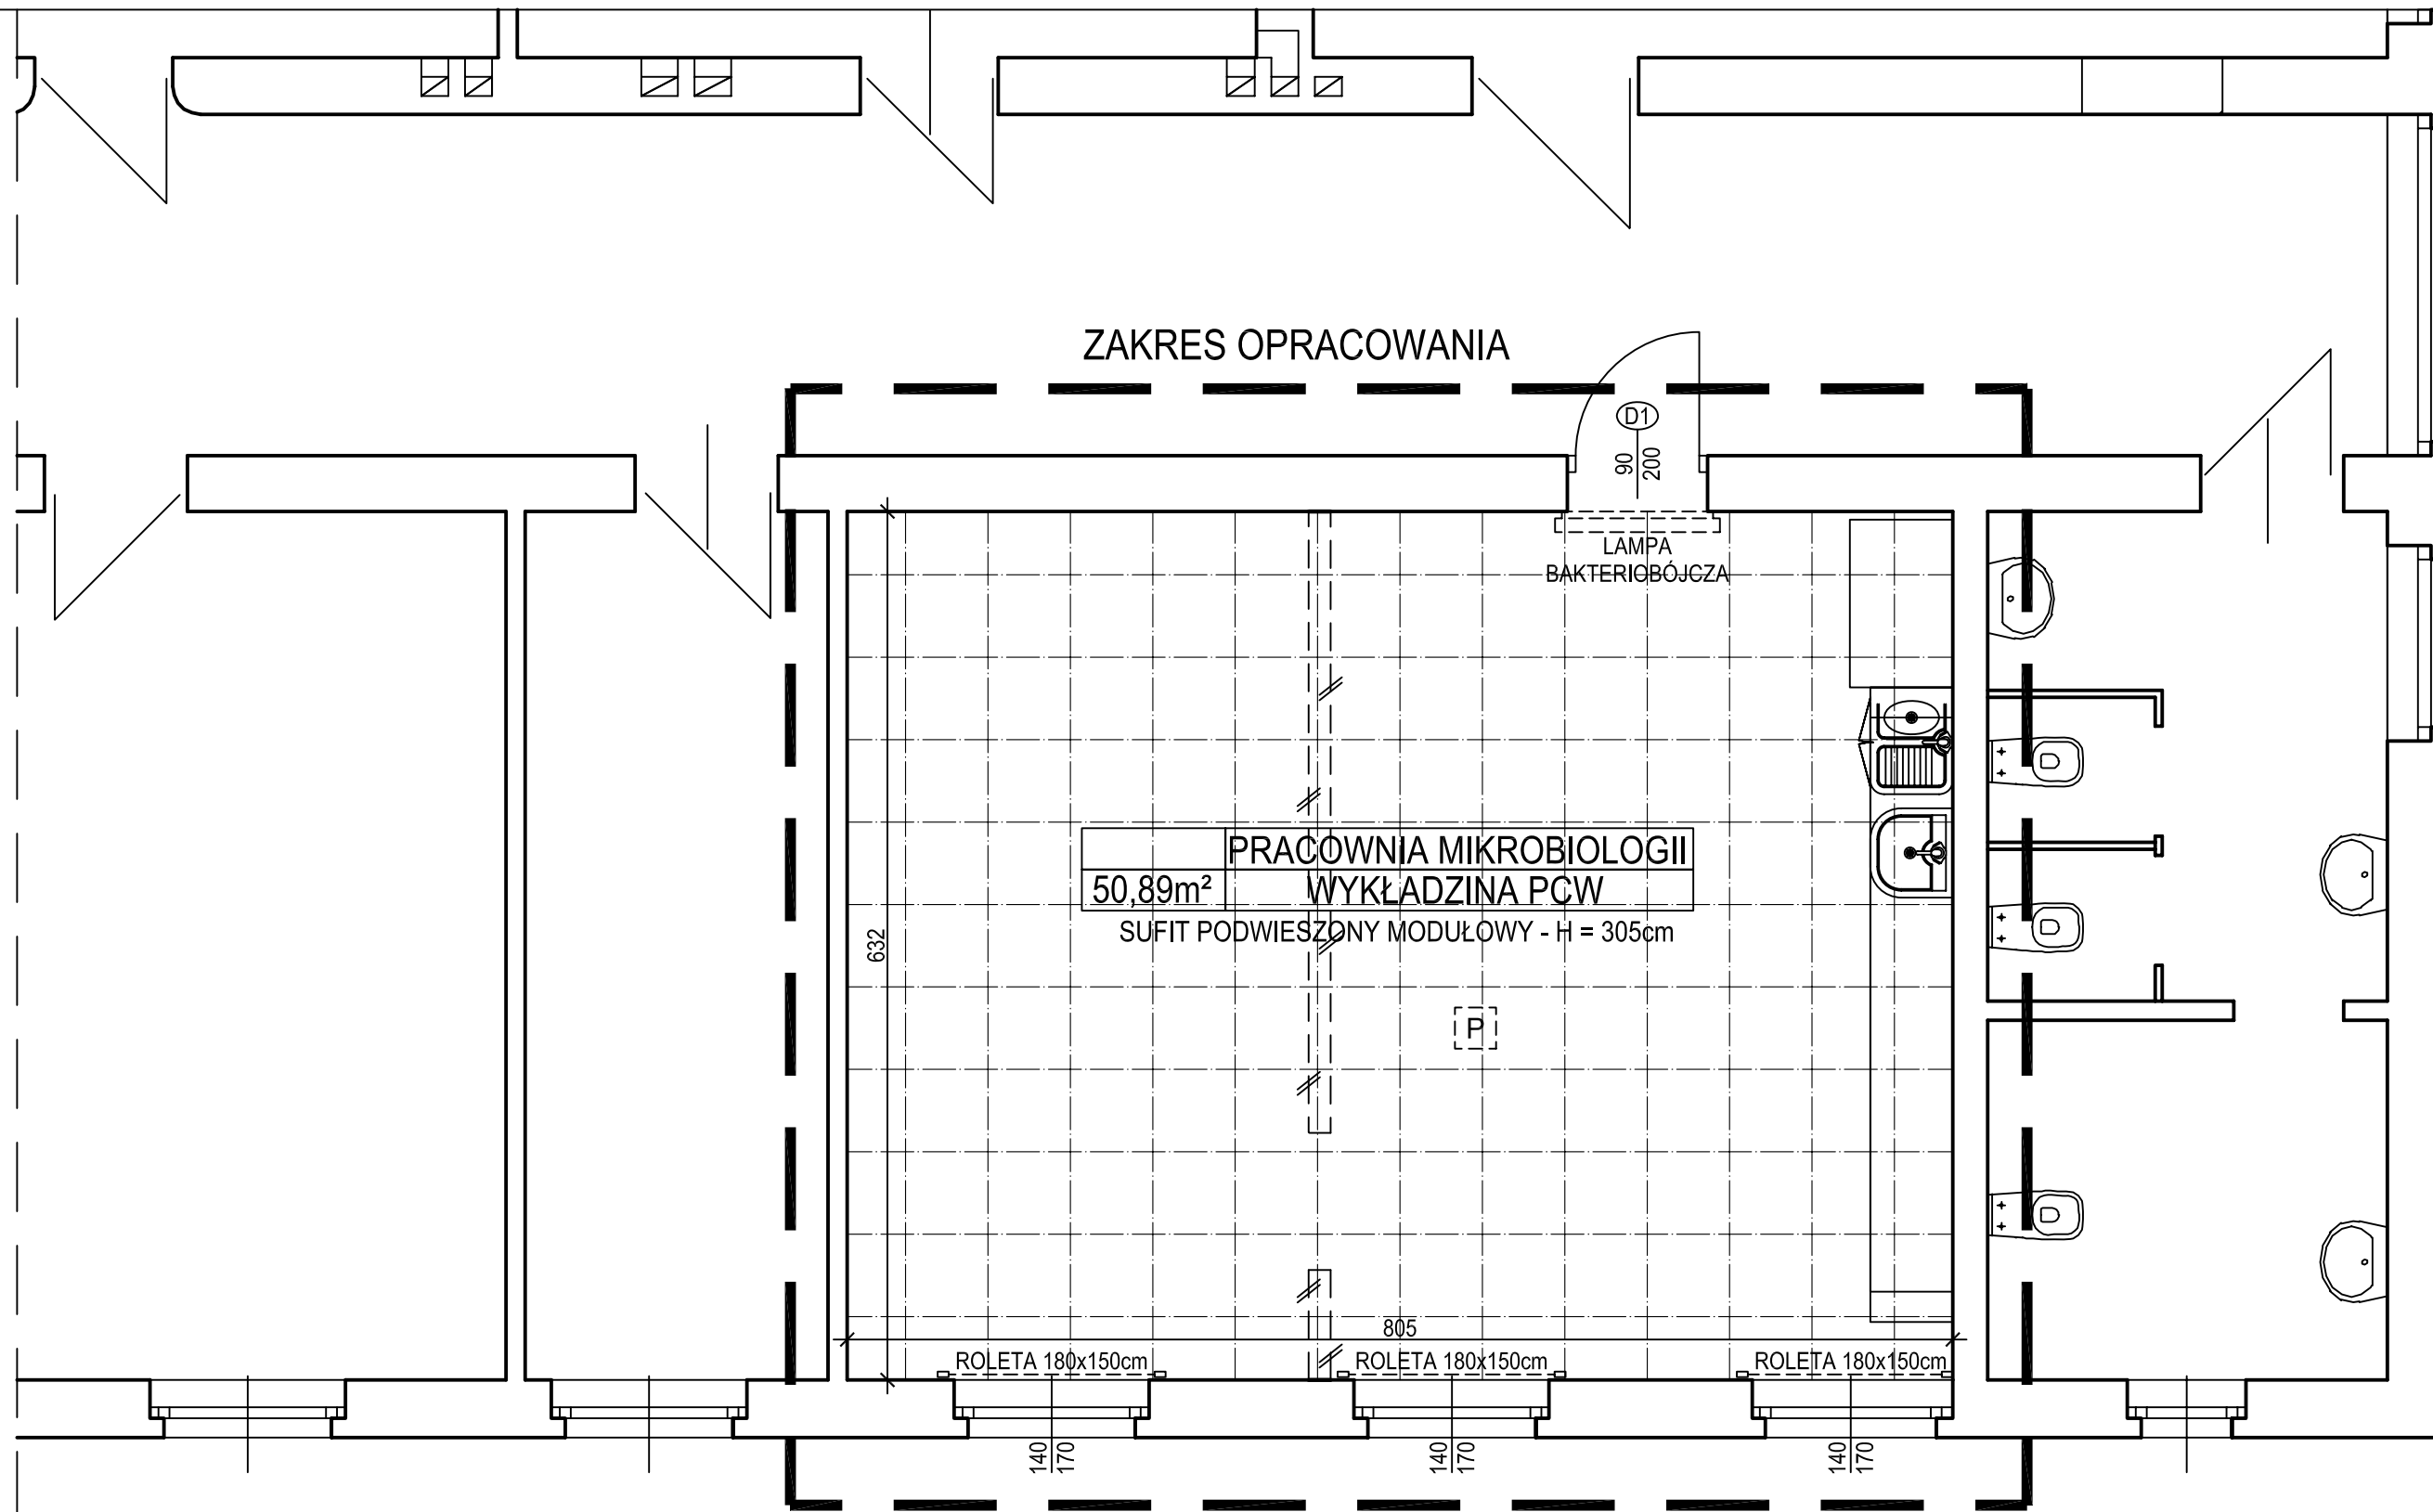 ZAKRES OPRACOWANIA
D1
90
200
LAMPA
BAKTERIOBÓJCZA
PRACOWNIA MIKROBIOLOGII
50,89m² WYKŁADZINA PCW
SUFIT PODWIESZONY MODUŁOWY - H = 305cm
632
P
805
ROLETA 180x150cm
ROLETA 180x150cm
ROLETA 180x150cm
140
170
140
170
140
170